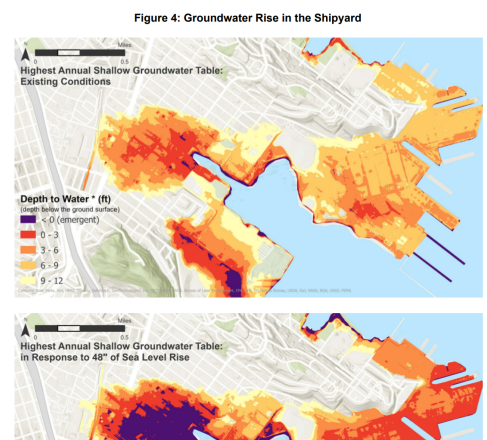 Figure 4: Groundwater Rise in the Shipyard
Miles
0 0.5
Highest Annual Shallow Groundwater Table:
Existing Conditions
Depth to Water * (ft)
(depth below the ground surface)
< 0 (emergent)
0 - 3
3 - 6
6 - 9
9 - 12
Miles
0 0.5
Highest Annual Shallow Groundwater Table:
in Response to 48" of Sea Level Rise